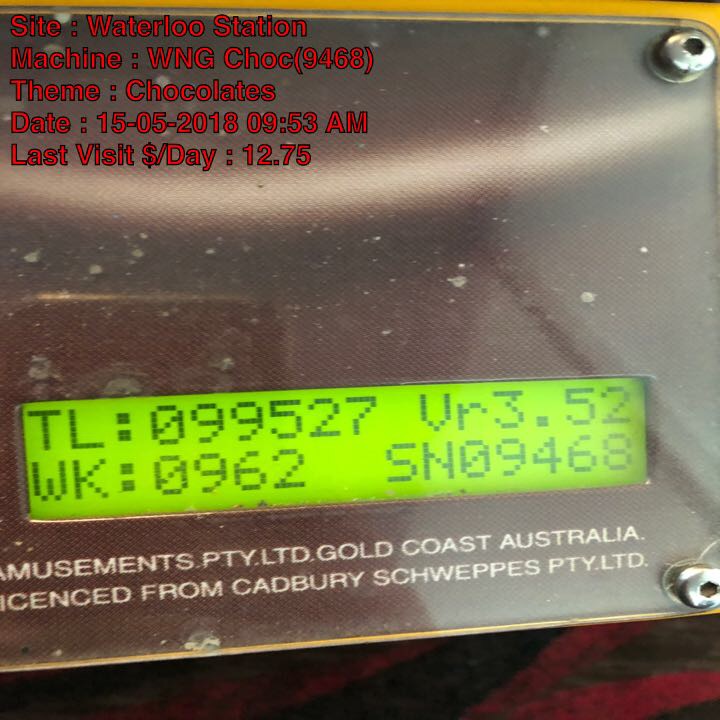 Site : Waterloo Station
Machine : WNG Choc(9468)
Theme : Chocolates
Date : 15-05-2018 09:53 AM
Last Visit $/Day : 12.75
TL:099527 Vr3.52
WK:0962 SN09468
AMUSEMENTS.PTY.LTD.GOLD COAST AUSTRALIA.
ICENCED FROM CADBURY SCHWEPPES PTY.LTD.